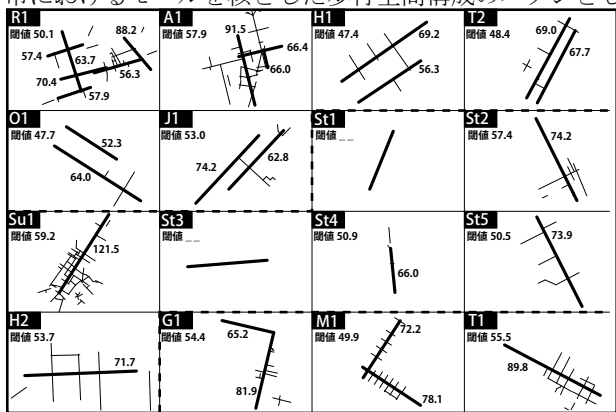 におけるモールを核とした歩行空間構成のパタンと
R1
閾値 50.1
88.2
57.4
63.7
70.4
56.3
57.9
A1
閾値 57.9
91.5
66.4
66.0
H1
閾値 47.4
69.2
56.3
T2
閾値 48.4
69.0
67.7
O1
閾値 47.7
52.3
64.0
J1
閾値 53.0
74.2
62.8
St1
閾値 _ _
St2
閾値 57.4
74.2
Su1
閾値 59.2
121.5
St3
閾値 _ _
St4
閾値 50.9
66.0
St5
閾値 50.5
73.9
H2
閾値 53.7
71.7
G1
閾値 54.4
65.2
81.9
M1
閾値 49.9
72.2
78.1
T1
閾値 55.5
89.8